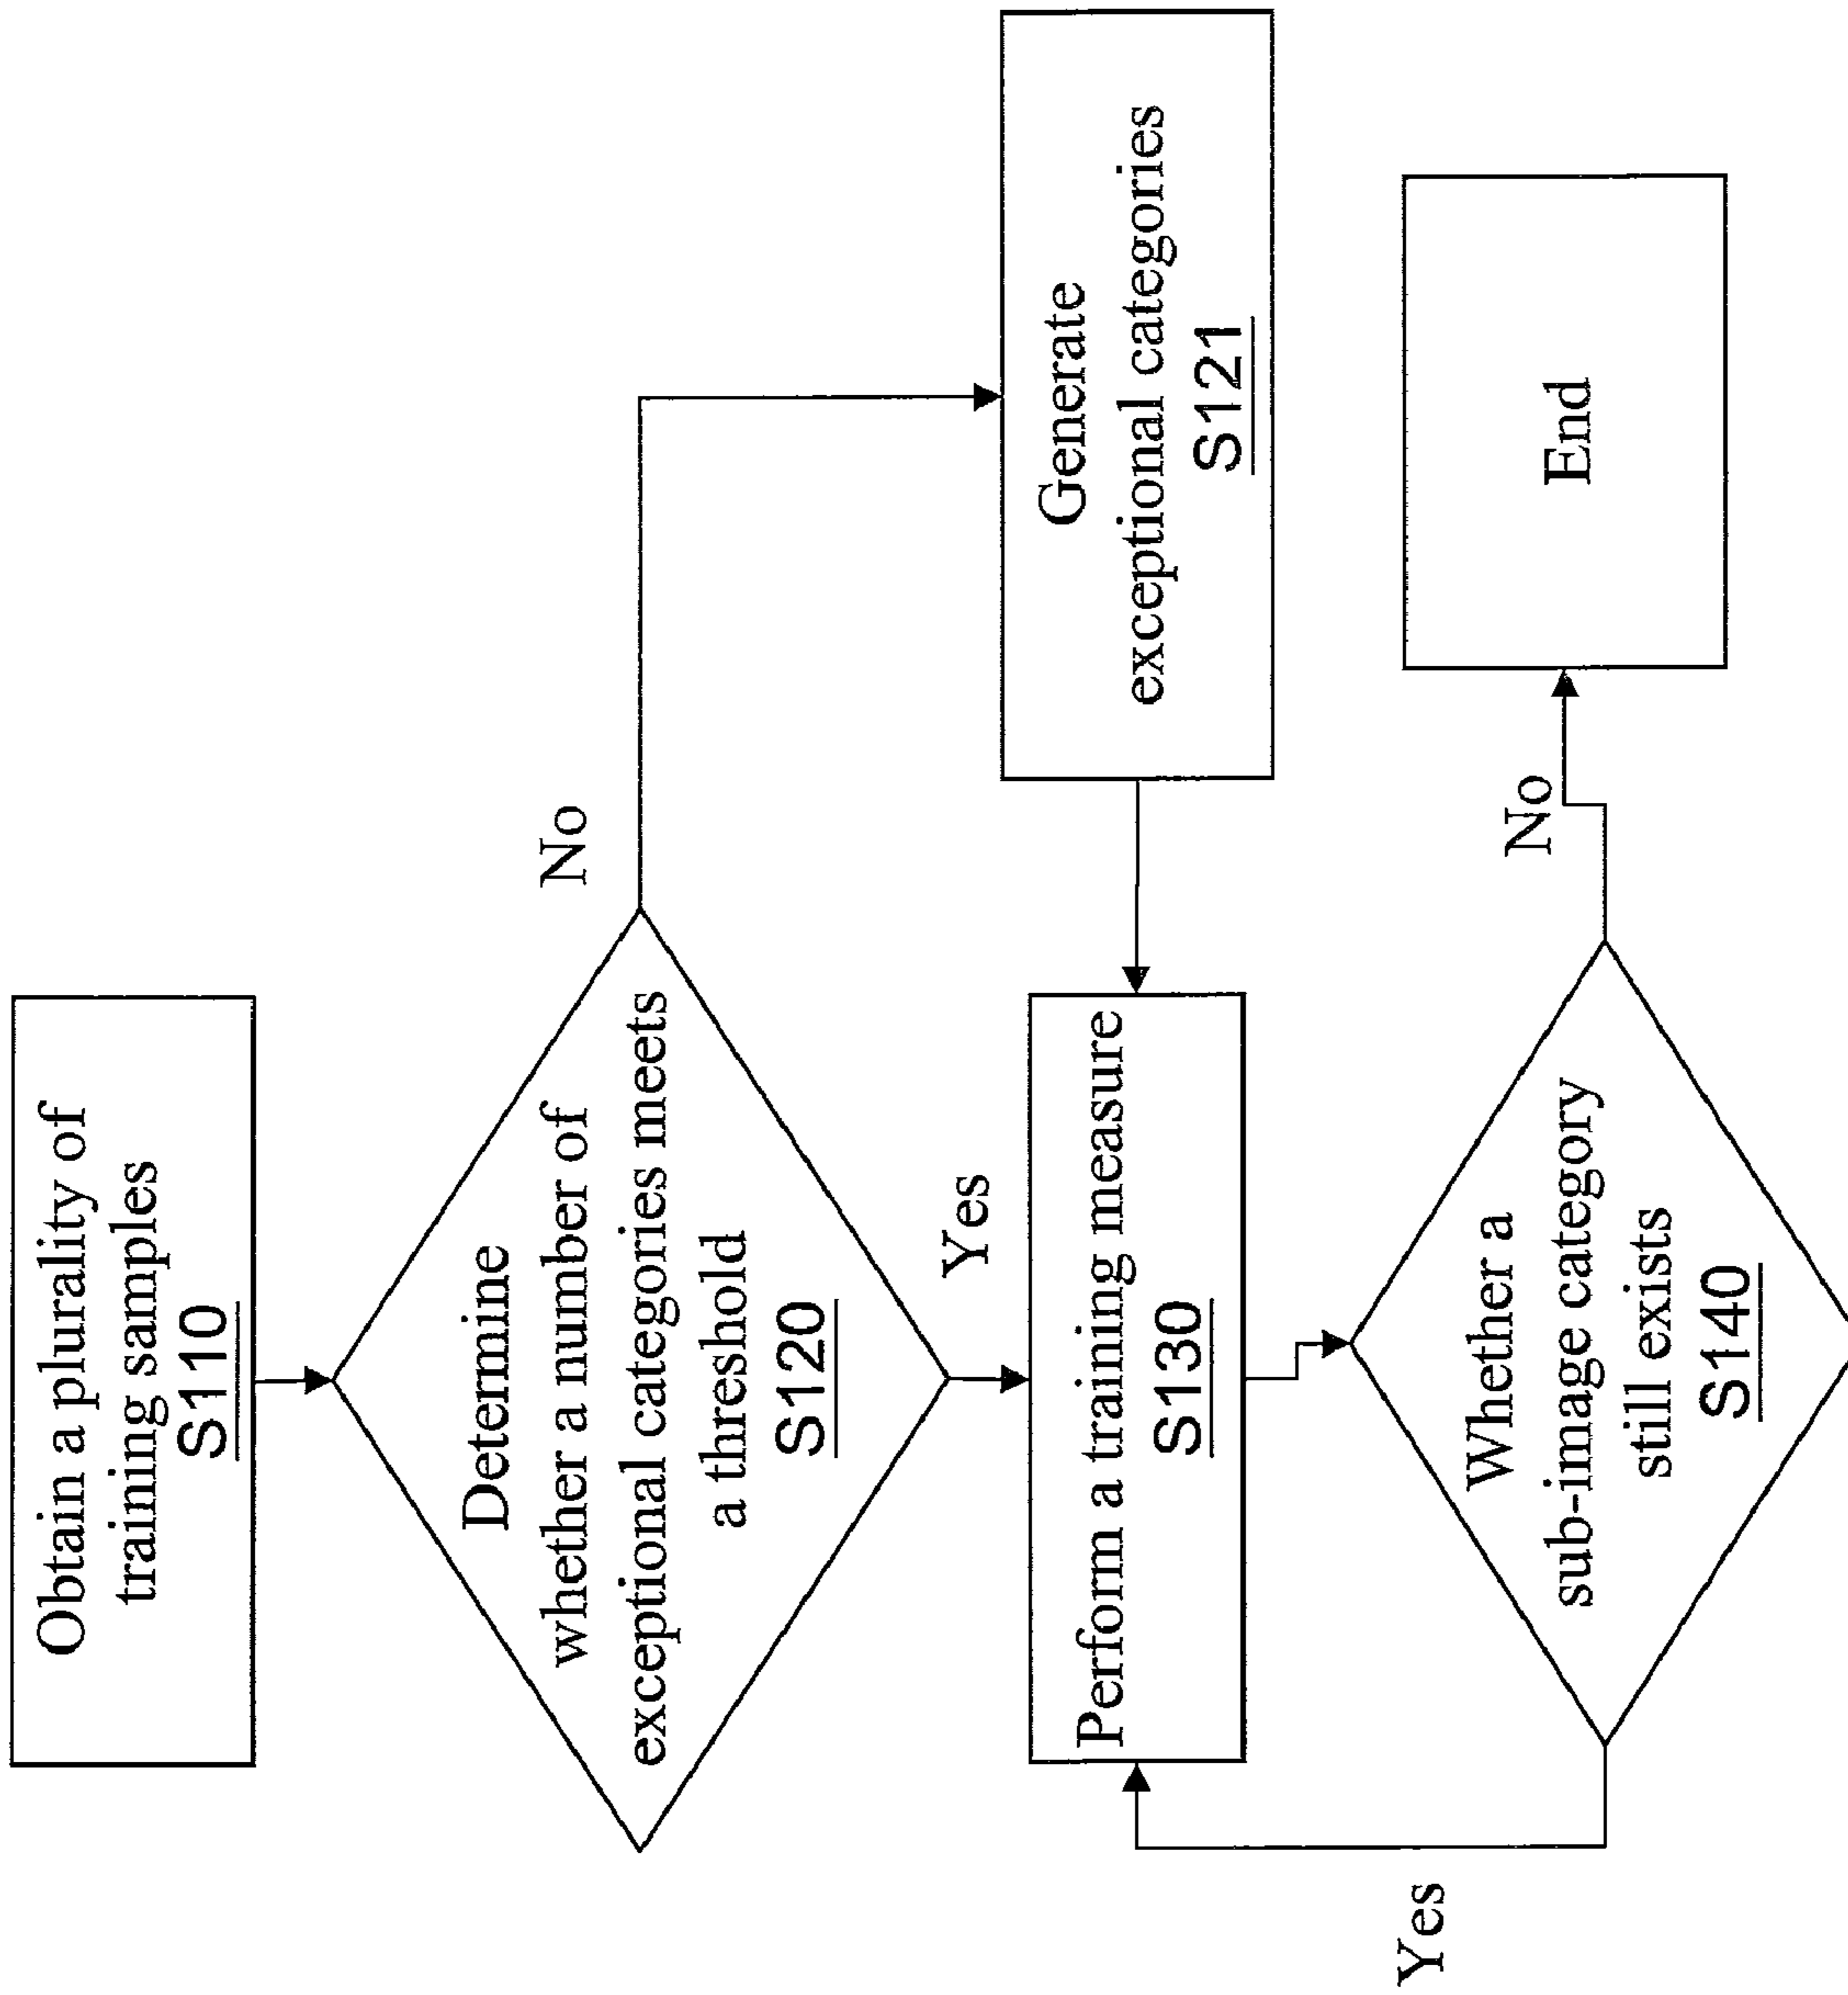 Obtain a plurality of
training samples
S110
Determine
whether a number of
exceptional categories meets
a threshold
S120
No
Yes
Generate
exceptional categories
S121
Perform a training measure
S130
Whether a
sub-image category
still exists
S140
Yes
No
End